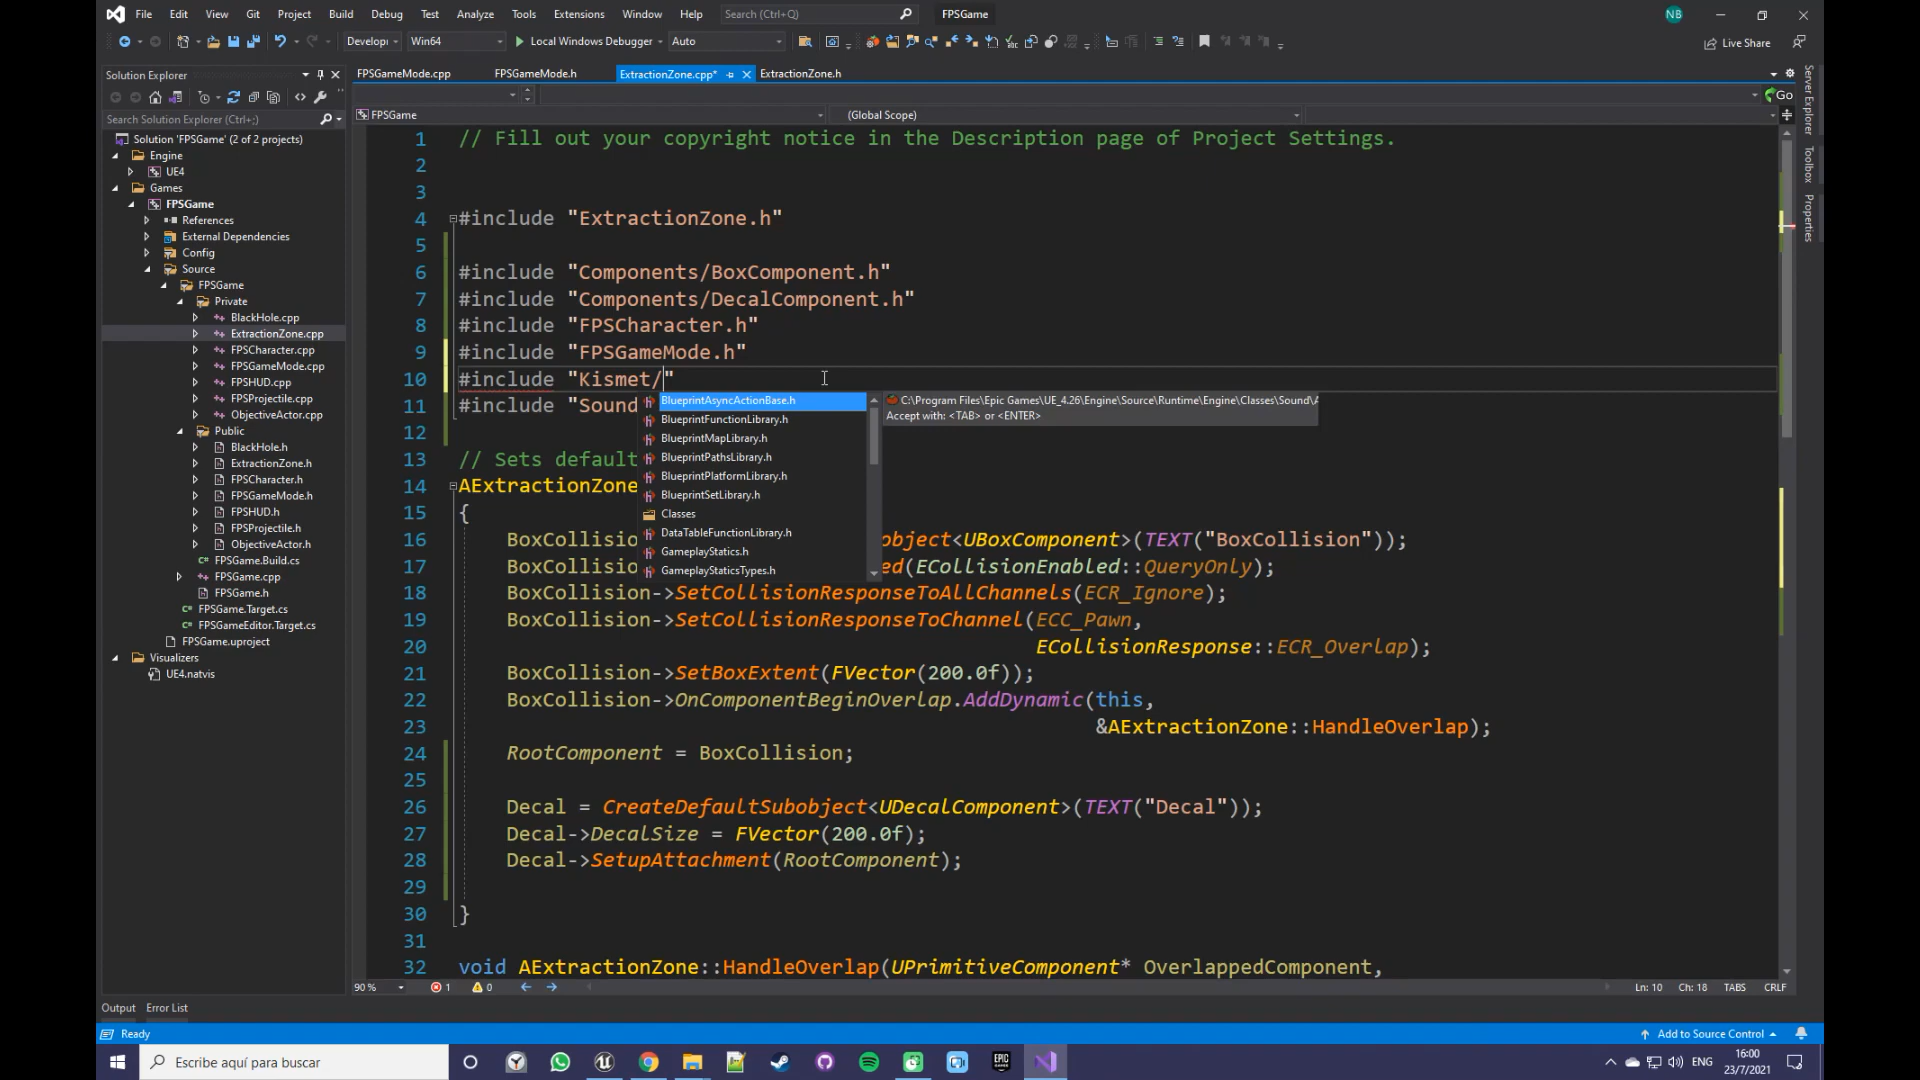 File Edit View Git Project Build Debug Test Analyze Tools Extensions Window Help Search (Ctrl+Q) FPSGame NB
Develop Win64 Local Windows Debugger Auto Live Share
Solution Explorer
Search Solution Explorer (Ctrl+;)
Solution 'FPSGame' (2 of 2 projects)
Engine
UE4
Games
FPSGame
References
External Dependencies
Config
Source
FPSGame
Private
BlackHole.cpp
ExtractionZone.cpp
FPSCharacter.cpp
FPSGameMode.cpp
FPSHUD.cpp
FPSProjectile.cpp
ObjectiveActor.cpp
Public
BlackHole.h
ExtractionZone.h
FPSCharacter.h
FPSGameMode.h
FPSHUD.h
FPSProjectile.h
ObjectiveActor.h
FPSGame.Build.cs
FPSGame.cpp
FPSGame.h
FPSGame.Target.cs
FPSGameEditor.Target.cs
FPSGame.uproject
Visualizers
UE4.natvis
FPSGameMode.cpp FPSGameMode.h ExtractionZone.cpp* ExtractionZone.h
Go
FPSGame (Global Scope)
1 // Fill out your copyright notice in the Description page of Project Settings.
2
3
4 #include "ExtractionZone.h"
5
6 #include "Components/BoxComponent.h"
7 #include "Components/DecalComponent.h"
8 #include "FPSCharacter.h"
9 #include "FPSGameMode.h"
10 #include "Kismet/"
11 #include "Sound
12
13 // Sets default
14 AExtractionZone
15 {
16 BoxCollisio object<UBoxComponent>(TEXT("BoxCollision"));
17 BoxCollisio ed(ECollisionEnabled::QueryOnly);
18 BoxCollision->SetCollisionResponseToAllChannels(ECR_Ignore);
19 BoxCollision->SetCollisionResponseToChannel(ECC_Pawn,
20 ECollisionResponse::ECR_Overlap);
21 BoxCollision->SetBoxExtent(FVector(200.0f));
22 BoxCollision->OnComponentBeginOverlap.AddDynamic(this,
23 &AExtractionZone::HandleOverlap);
24 RootComponent = BoxCollision;
25
26 Decal = CreateDefaultSubobject<UDecalComponent>(TEXT("Decal"));
27 Decal->DecalSize = FVector(200.0f);
28 Decal->SetupAttachment(RootComponent);
29
30 }
31
32 void AExtractionZone::HandleOverlap(UPrimitiveComponent* OverlappedComponent,
BlueprintAsyncActionBase.h
BlueprintFunctionLibrary.h
BlueprintMapLibrary.h
BlueprintPathsLibrary.h
BlueprintPlatformLibrary.h
BlueprintSetLibrary.h
Classes
DataTableFunctionLibrary.h
GameplayStatics.h
GameplayStaticsTypes.h
C:\Program Files\Epic Games\UE_4.26\Engine\Source\Runtime\Engine\Classes\Sound\
Accept with: <TAB> or <ENTER>
Server Explorer
Toolbox
Properties
90 % 1 0 Ln: 10 Ch: 18 TABS CRLF
Output Error List
Ready Add to Source Control
Escribe aquí para buscar EPIC GAMES ENG 16:00
23/7/2021